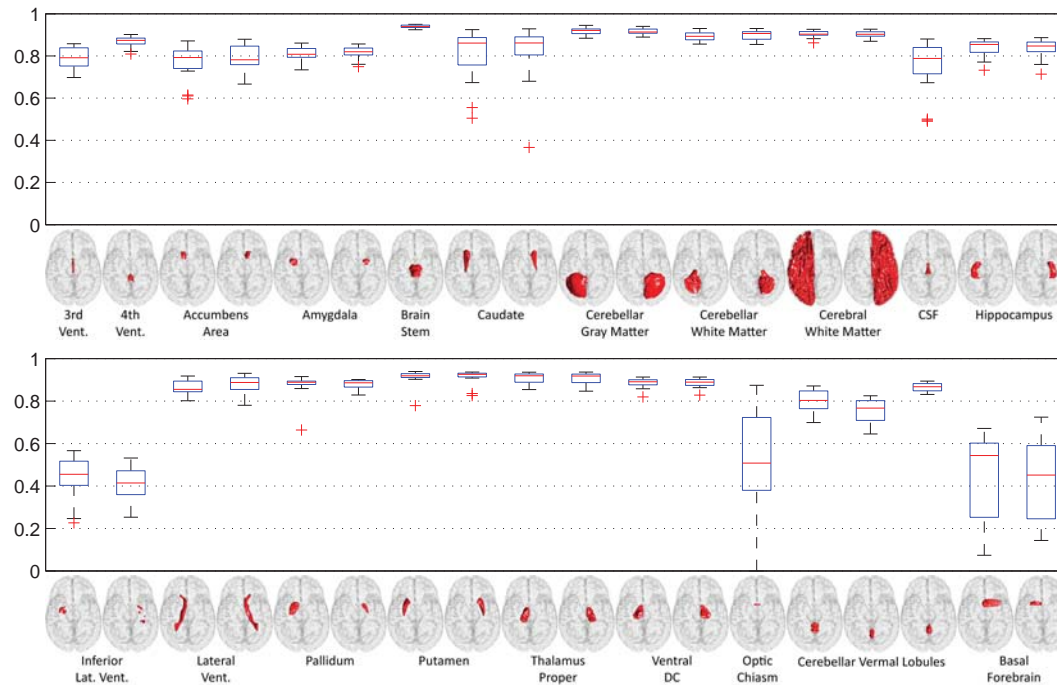 1
0.8
0.6
0.4
0.2
0
3rd Vent.
4th Vent.
Accumbens Area
Amygdala
Brain Stem
Caudate
Cerebellar Gray Matter
Cerebellar White Matter
Cerebral White Matter
CSF
Hippocampus
1
0.8
0.6
0.4
0.2
0
Inferior Lat. Vent.
Lateral Vent.
Pallidum
Putamen
Thalamus Proper
Ventral DC
Optic Chiasm
Cerebellar Vermal Lobules
Basal Forebrain